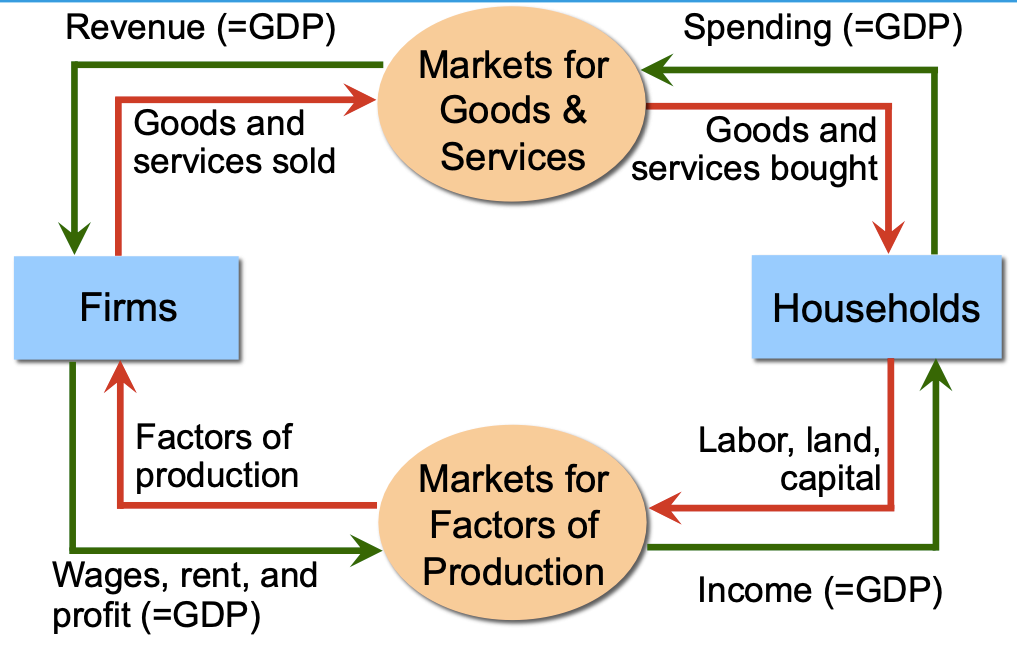 Revenue (=GDP)
Markets for
Goods &
Services
Spending (=GDP)
Goods and
services sold
Goods and
services bought
Firms
Households
Factors of
production
Markets for
Factors of
Production
Labor, land,
capital
Wages, rent, and
profit (=GDP)
Income (=GDP)